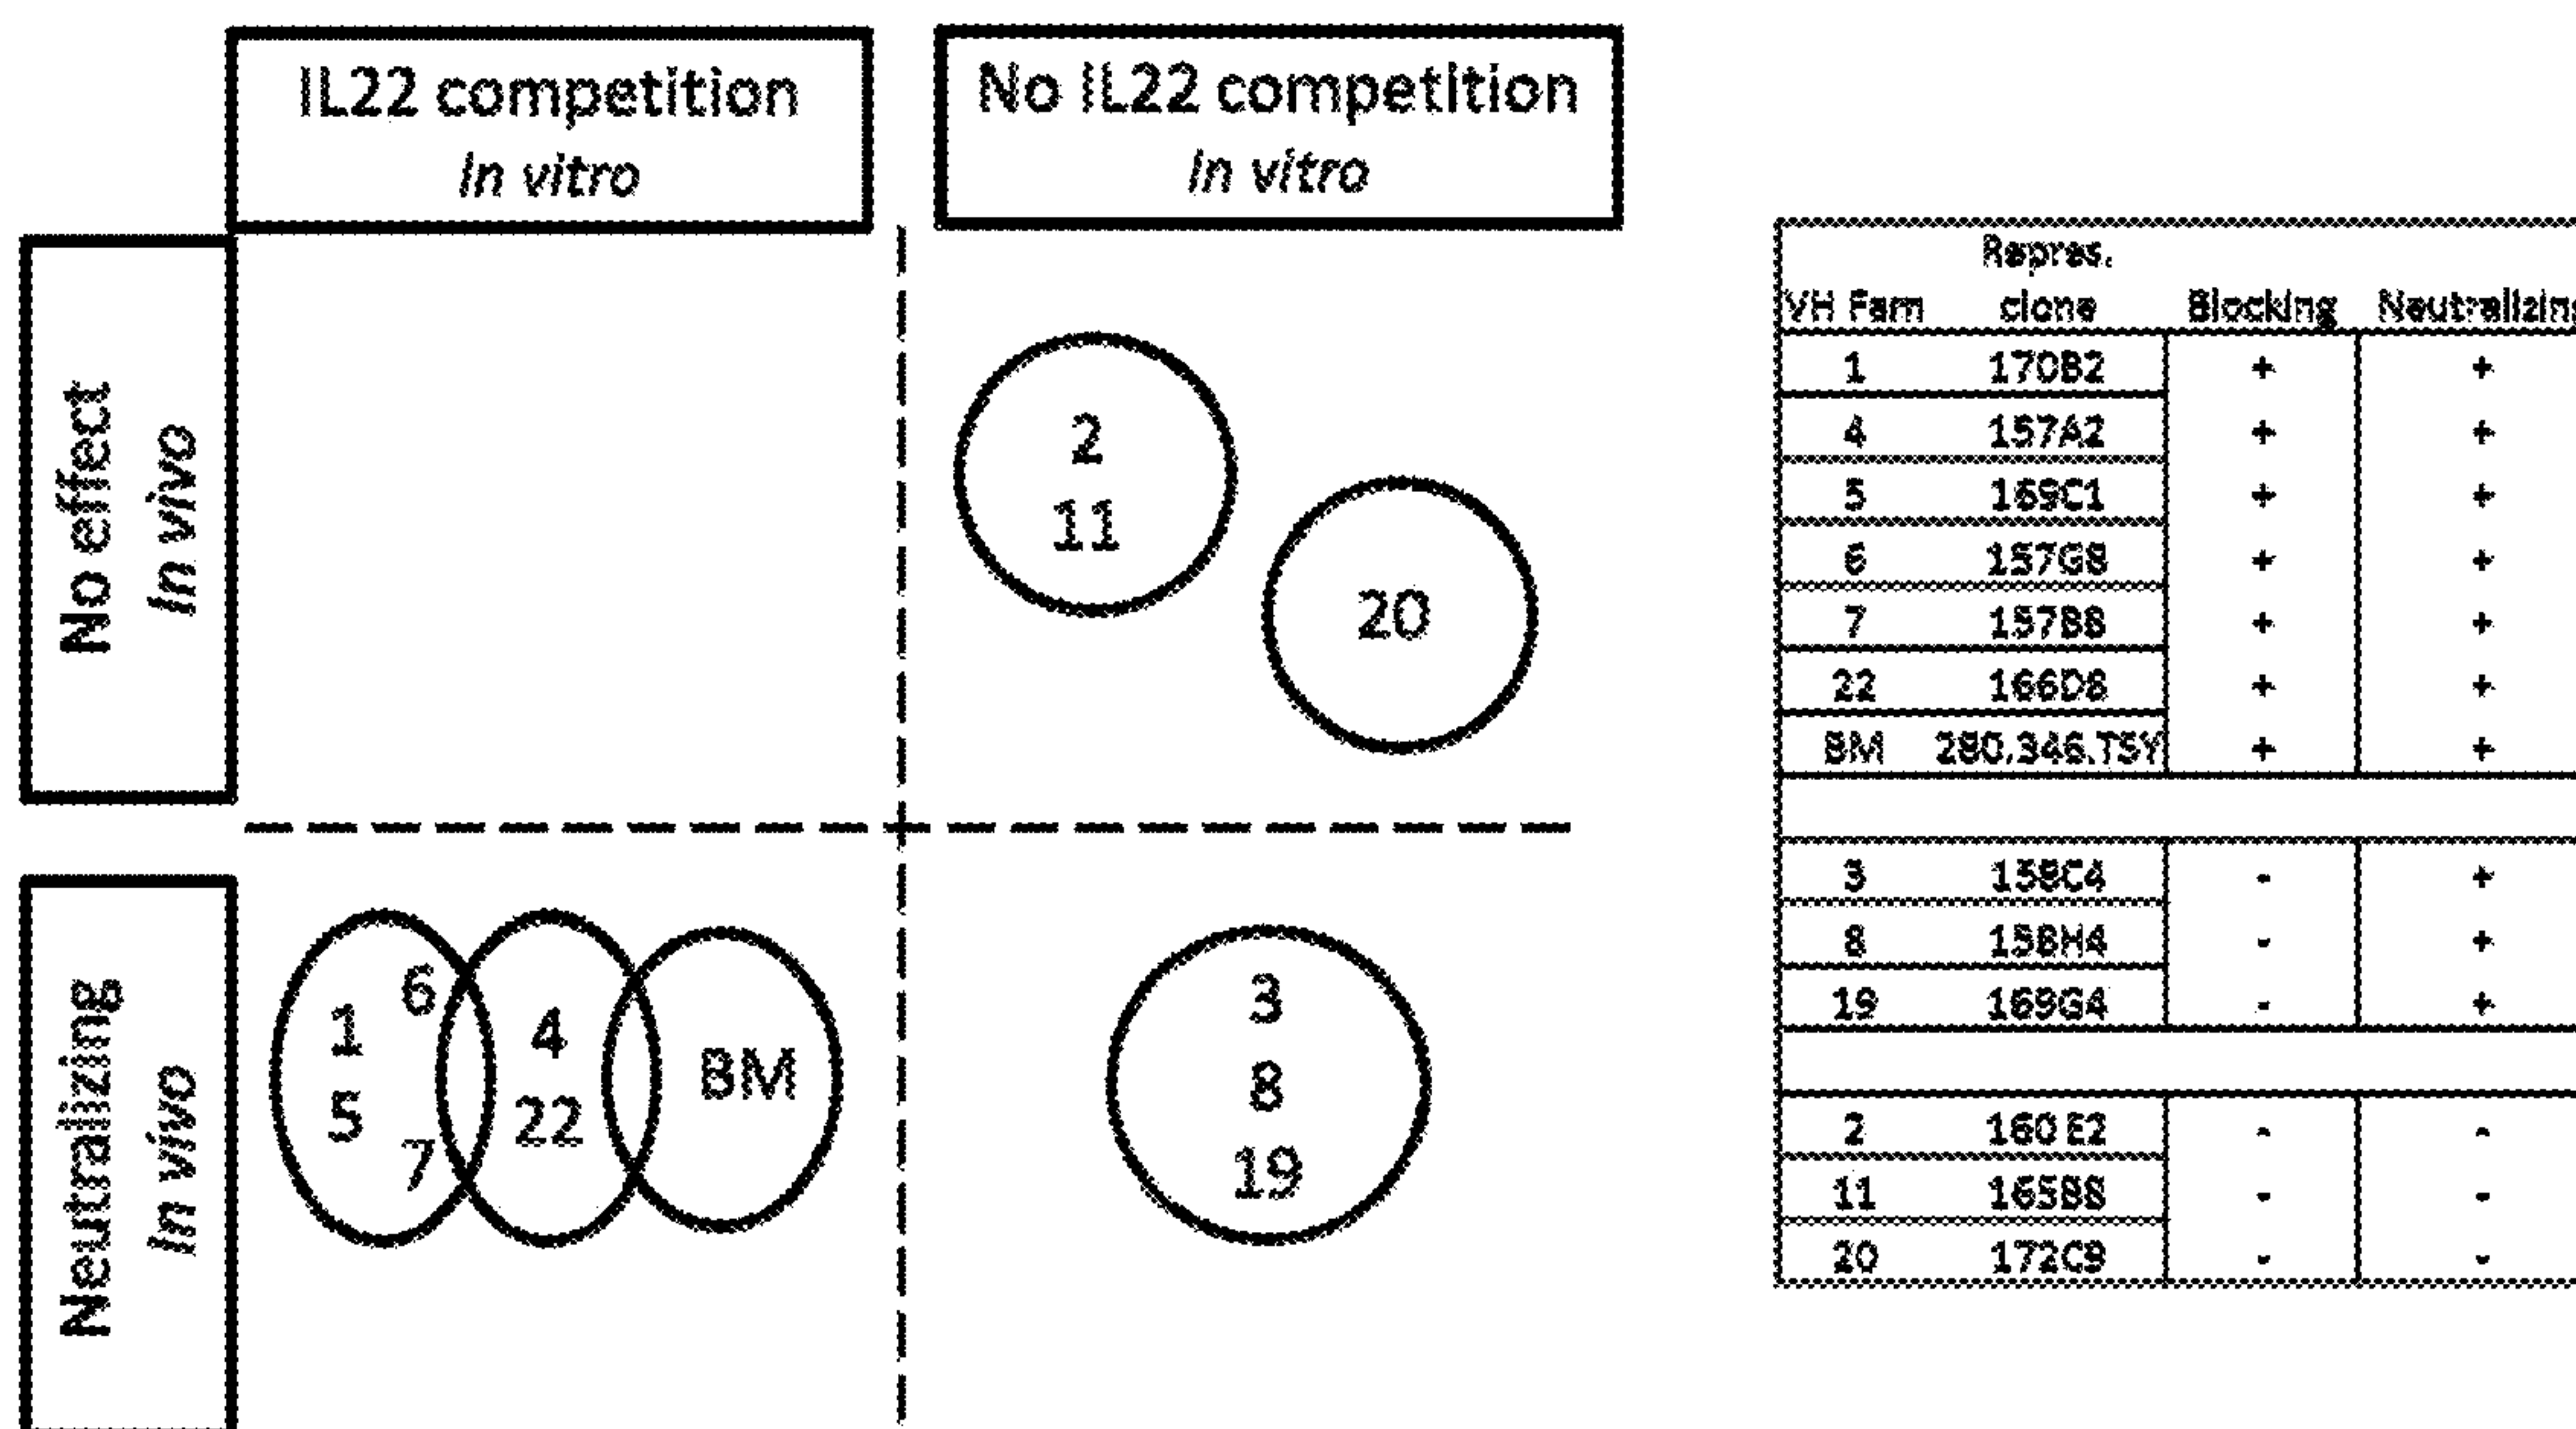 IL22 competition
In vitro
No IL22 competition
In vitro
No effect
In vivo
2
11
20
Neutralizing
In vivo
1
5
6
7
4
22
BM
3
8
19
Repres.
VH Fam clone Blocking Neutralizing
1 170B2 + +
4 157A2 + +
5 169C1 + +
6 157G8 + +
7 157B8 + +
22 166D8 + +
BM 280.346.TSY + +
3 158C4 - +
8 158H4 - +
19 169G4 - +
2 160 E2 - -
11 165B8 - -
20 172C9 - -